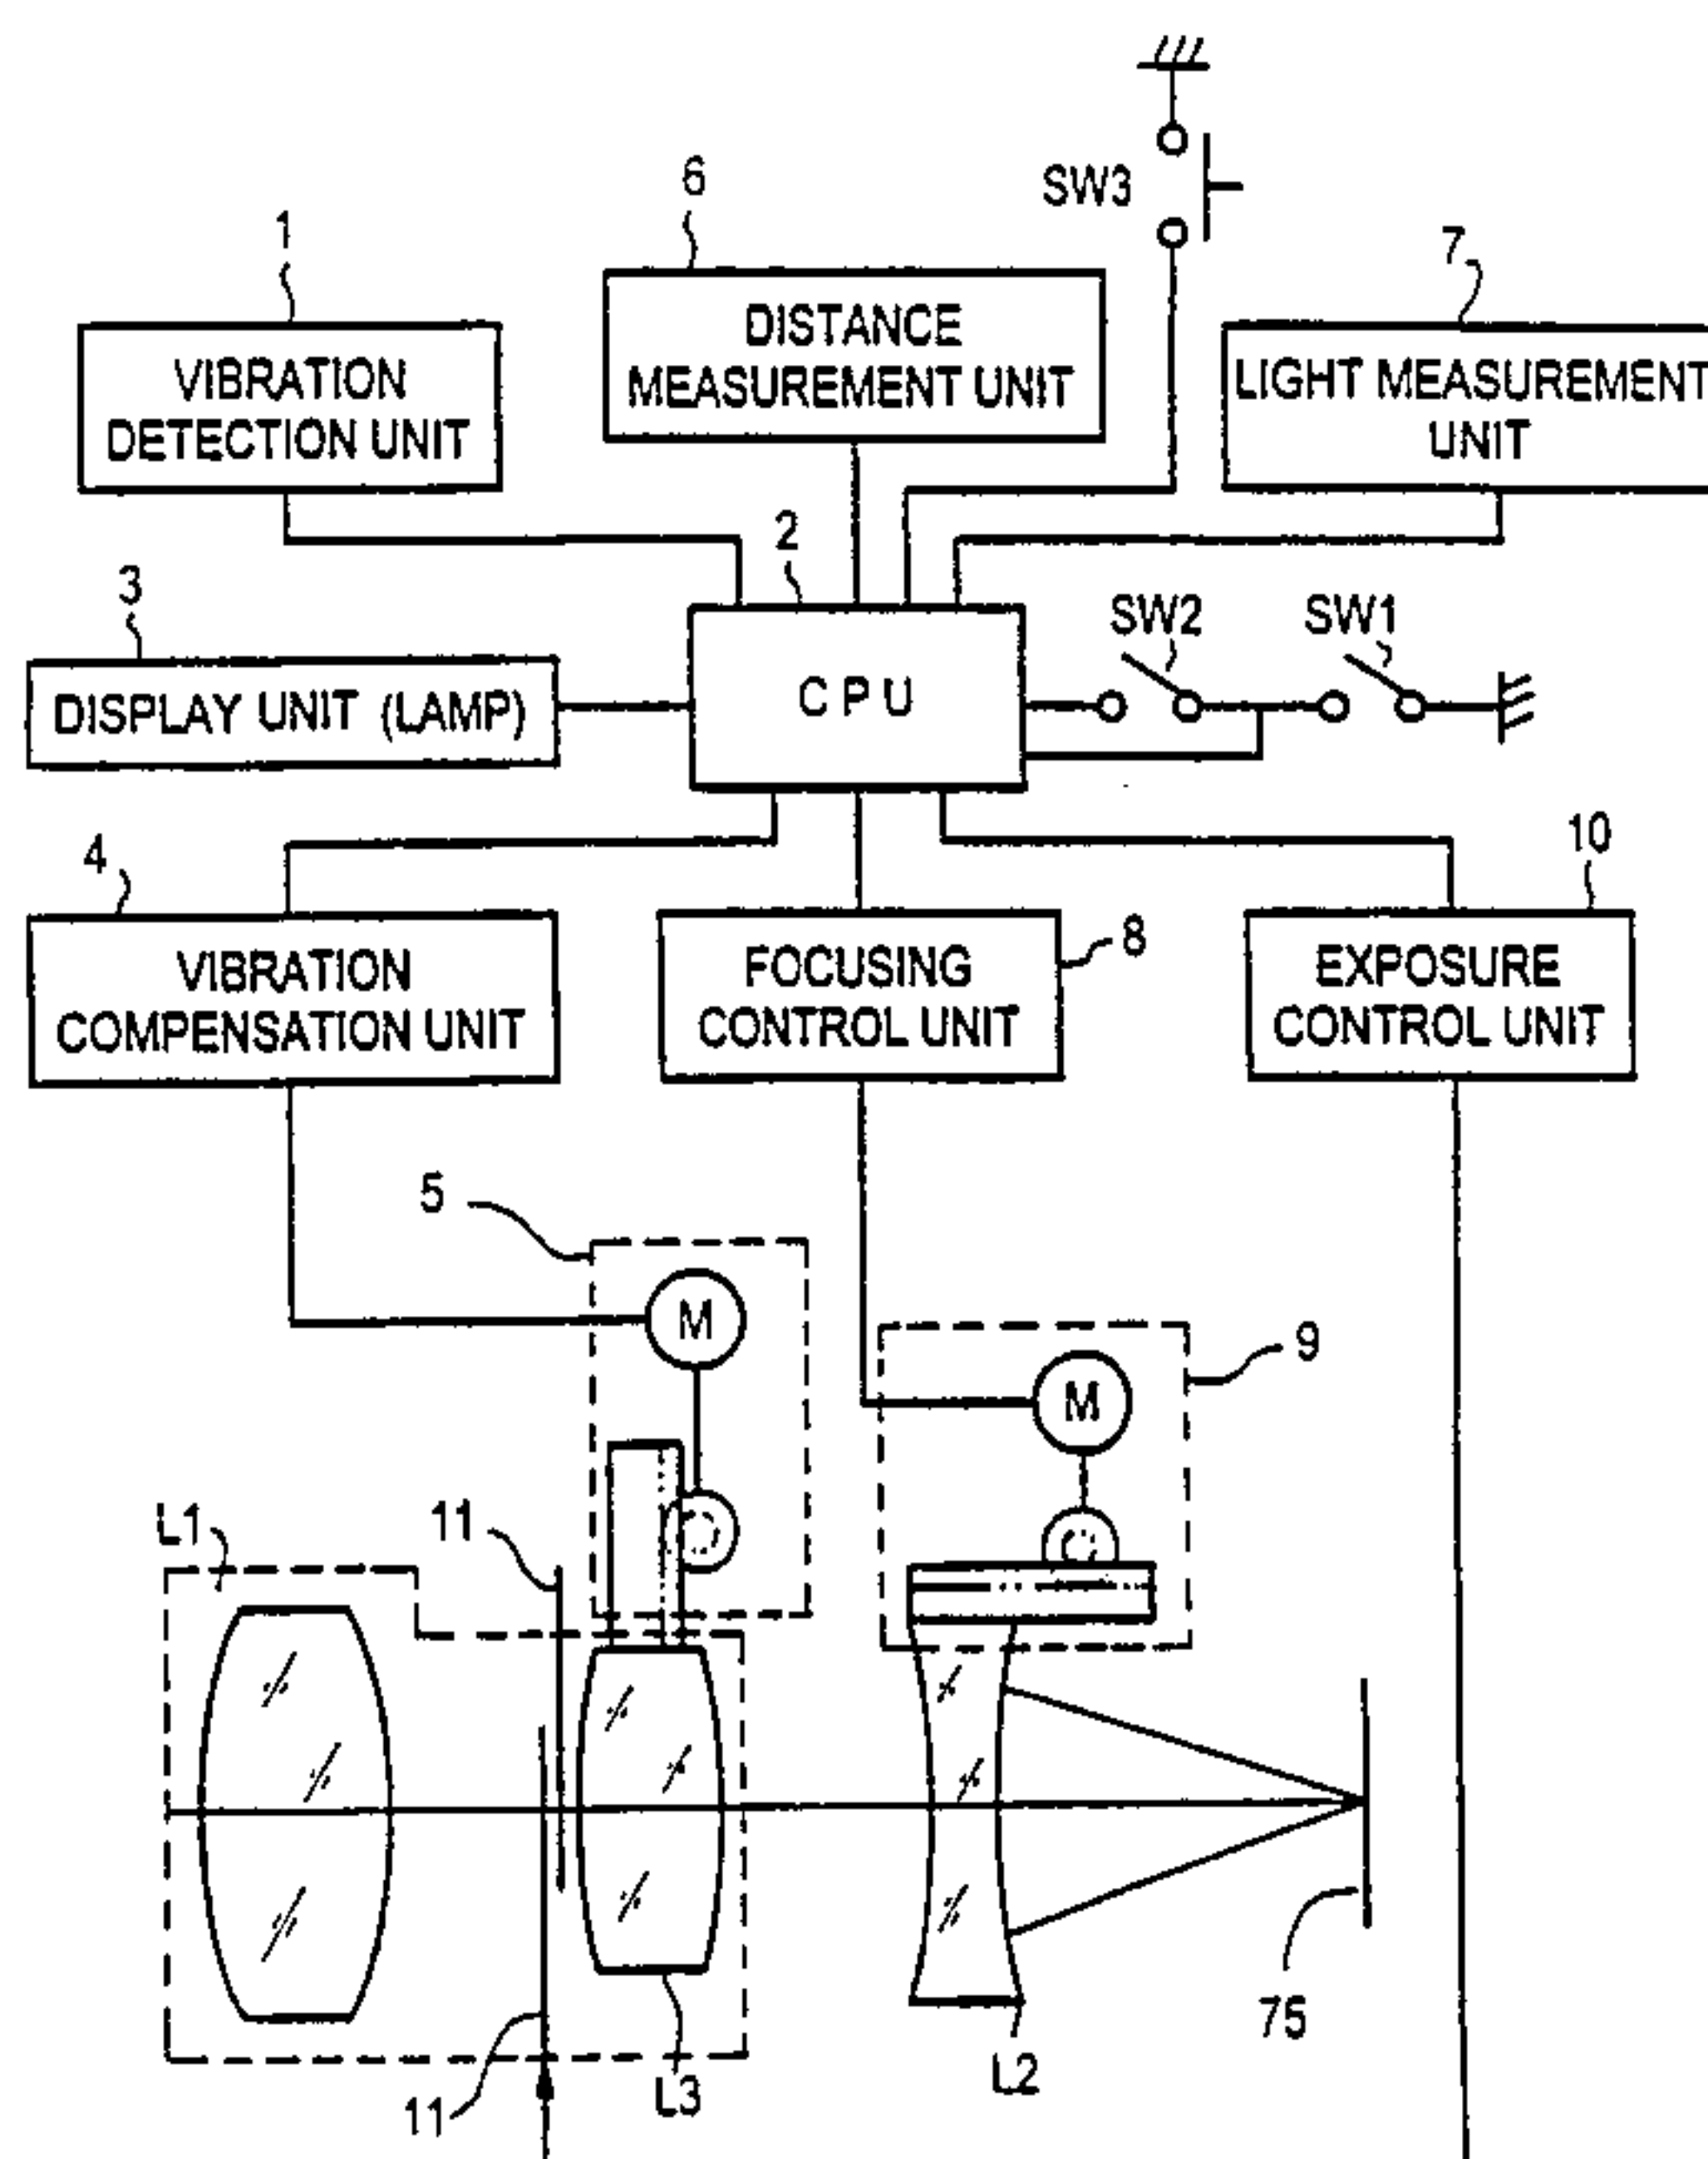 SW3
6
1
7
DISTANCE
MEASUREMENT UNIT
VIBRATION
DETECTION UNIT
LIGHT MEASUREMENT
UNIT
2
3
SW2
SW1
CPU
DISPLAY UNIT (LAMP)
4
10
8
VIBRATION
COMPENSATION UNIT
FOCUSING
CONTROL UNIT
EXPOSURE
CONTROL UNIT
5
M
9
M
L1
11
75
L2
L3
11